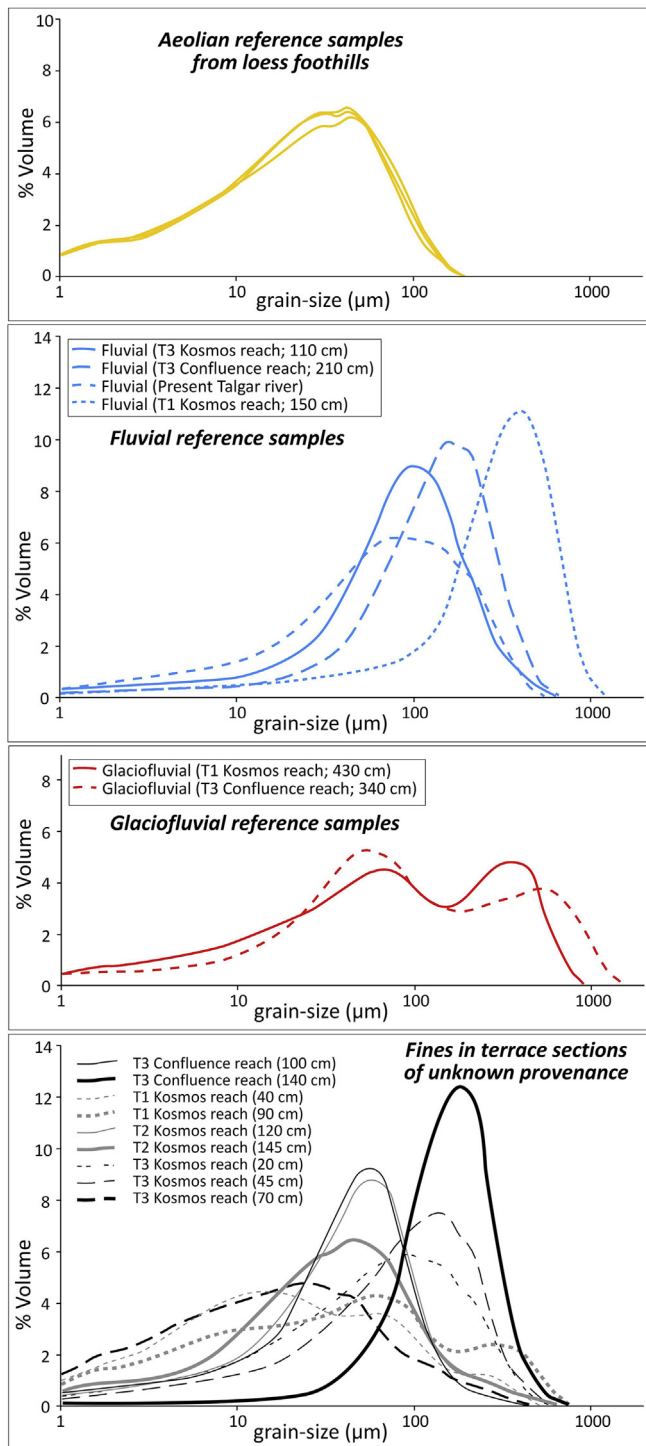 Aeolian reference samples
from loess foothills
10
8
6
4
2
0
% Volume
1
10
100
1000
grain-size (µm)
14
12
10
8
6
4
2
0
% Volume
Fluvial (T3 Kosmos reach; 110 cm)
Fluvial (T3 Confluence reach; 210 cm)
Fluvial (Present Talgar river)
Fluvial (T1 Kosmos reach; 150 cm)
Fluvial reference samples
1
10
100
1000
grain-size (µm)
8
6
4
2
0
% Volume
Glaciofluvial (T1 Kosmos reach; 430 cm)
Glaciofluvial (T3 Confluence reach; 340 cm)
Glaciofluvial reference samples
1
10
100
1000
grain-size (µm)
14
12
10
8
6
4
2
0
% Volume
Fines in terrace sections
of unknown provenance
T3 Confluence reach (100 cm)
T3 Confluence reach (140 cm)
T1 Kosmos reach (40 cm)
T1 Kosmos reach (90 cm)
T2 Kosmos reach (120 cm)
T2 Kosmos reach (145 cm)
T3 Kosmos reach (20 cm)
T3 Kosmos reach (45 cm)
T3 Kosmos reach (70 cm)
1
10
100
1000
grain-size (µm)